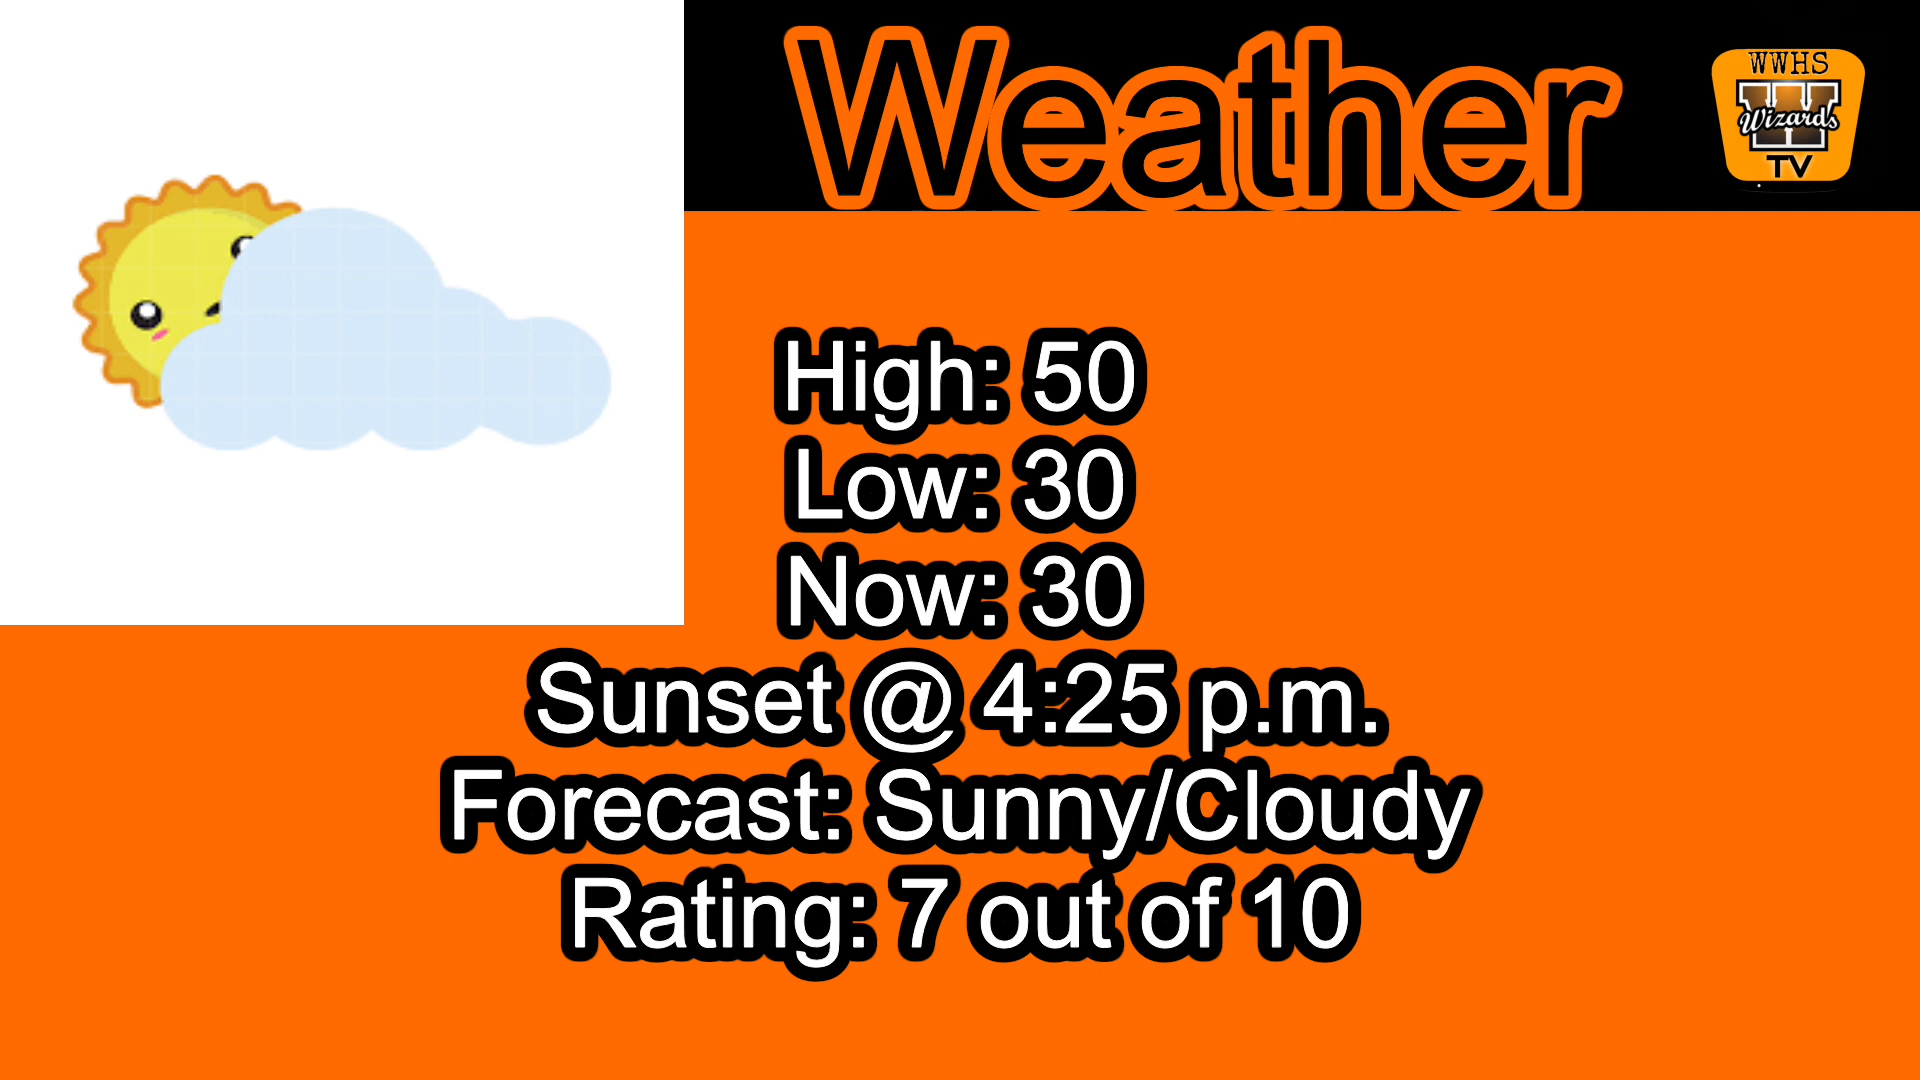 Weather
WWHS
W
Wizards
TV
High: 50
Low: 30
Now: 30
Sunset @ 4:25 p.m.
Forecast: Sunny/Cloudy
Rating: 7 out of 10